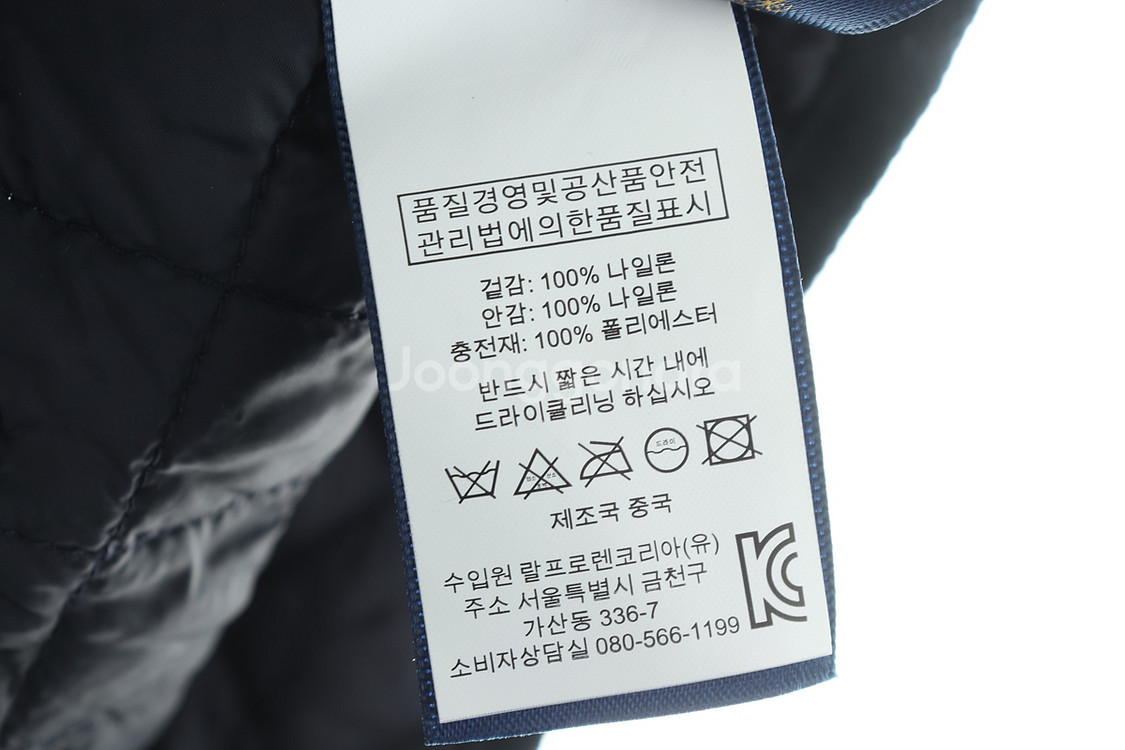 품질경영및공산품안전
관리법에의한품질표시
겉감: 100% 나일론
안감: 100% 나일론
충전재: 100% 폴리에스터
반드시 짧은 시간 내에
드라이클리닝 하십시오
드라이
제조국 중국
수입원 랄프로렌코리아(유)
주소 서울특별시 금천구
가산동 336-7
소비자상담실 080-566-1199